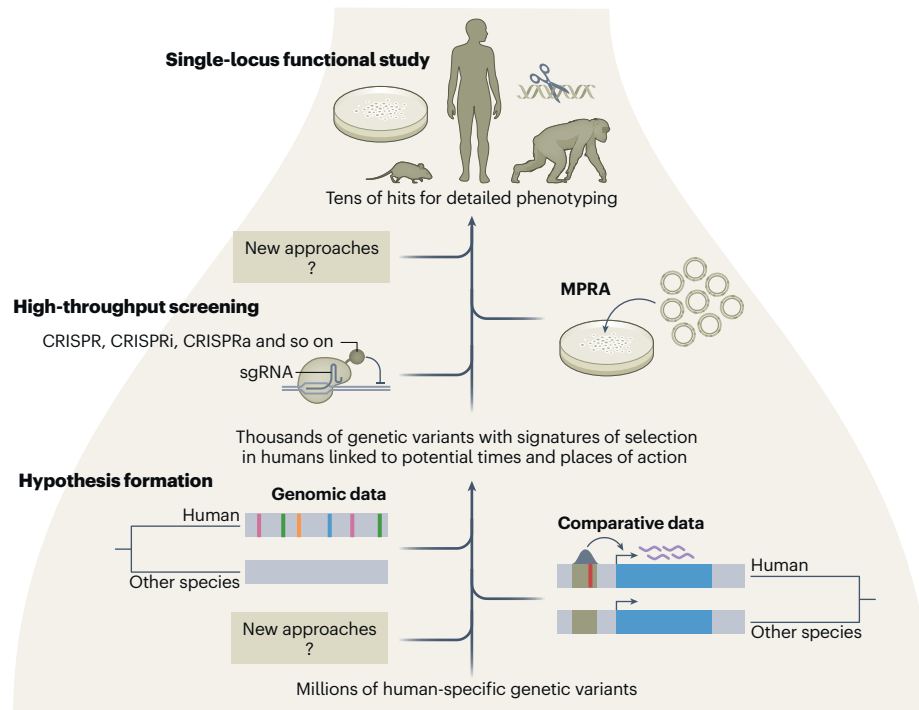 Single-locus functional study
Tens of hits for detailed phenotyping
New approaches
?
High-throughput screening
MPRA
CRISPR, CRISPRi, CRISPRa and so on
sgRNA
Thousands of genetic variants with signatures of selection
in humans linked to potential times and places of action
Hypothesis formation
Genomic data
Human
Other species
Comparative data
Human
Other species
New approaches
?
Millions of human-specific genetic variants